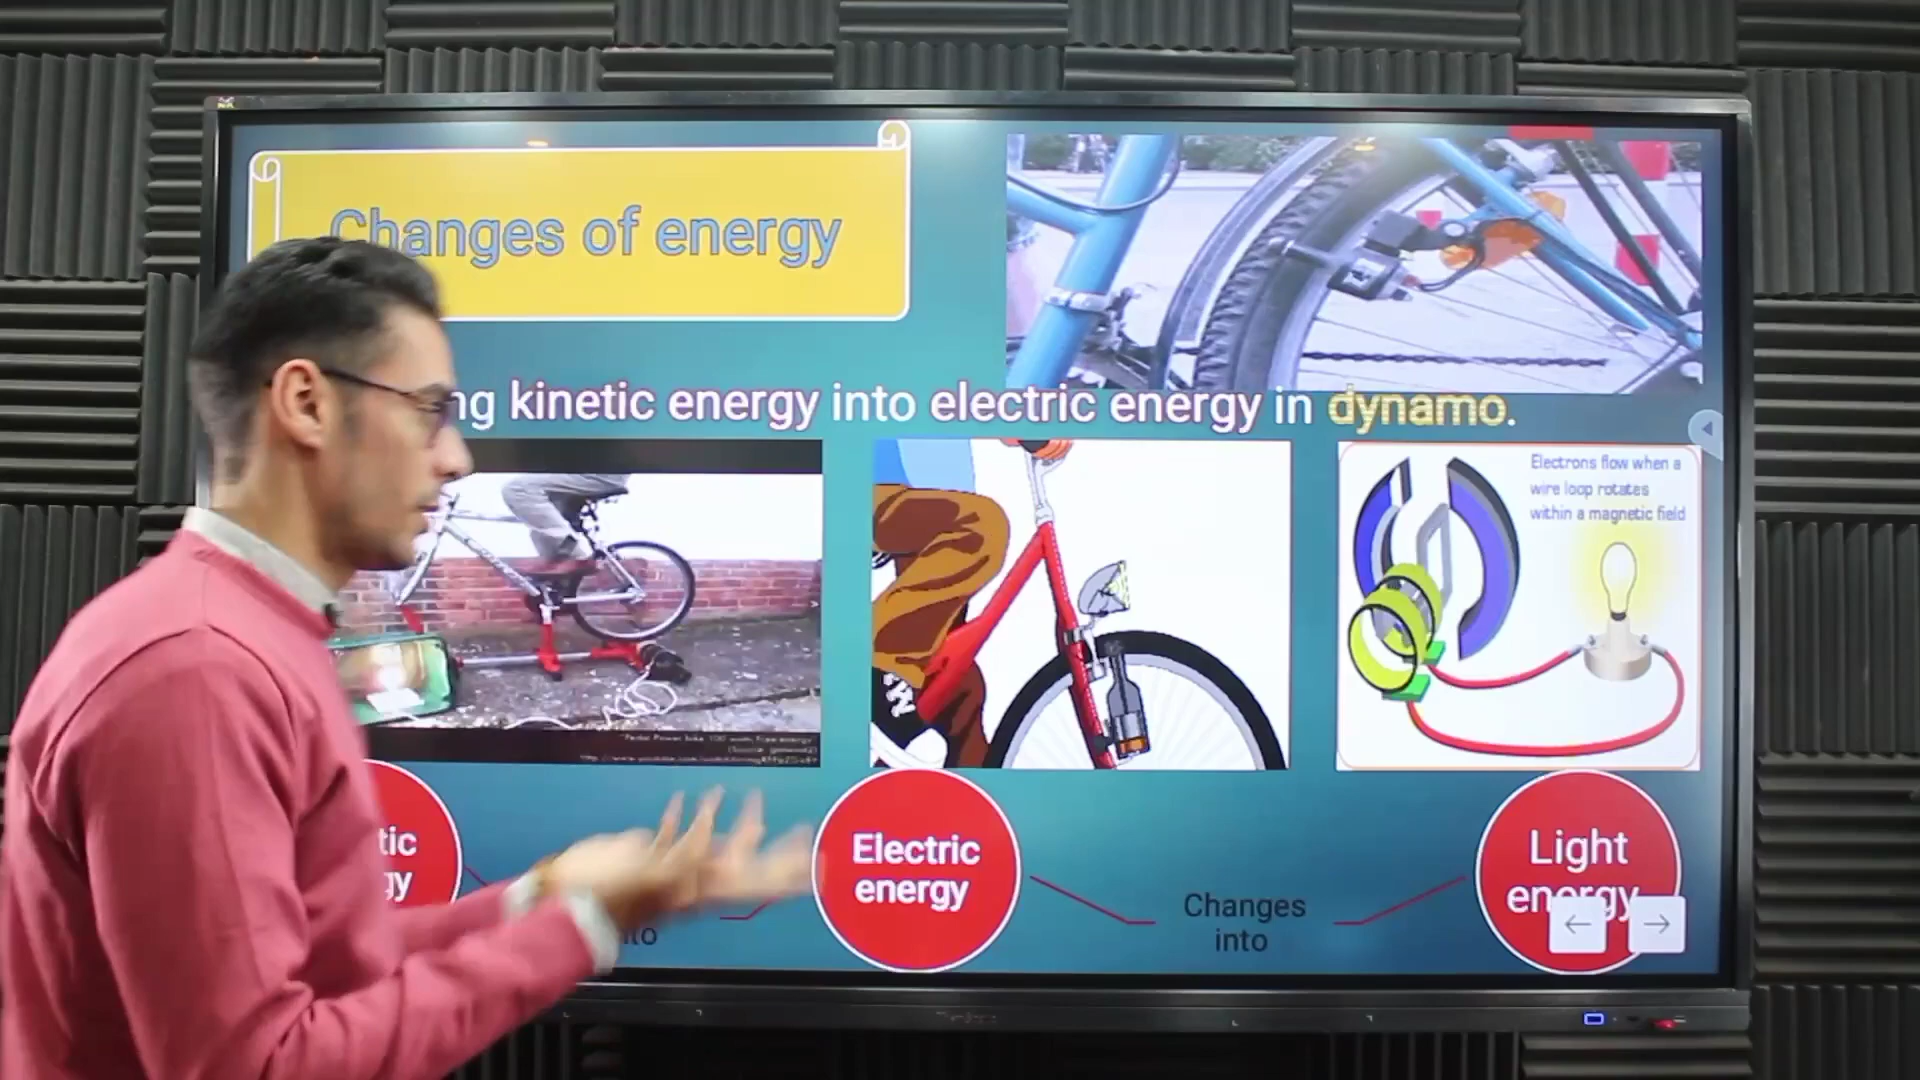 Changes of energy
ng kinetic energy into electric energy in dynamo.
Electrons flow when a
wire loop rotates
within a magnetic field
tic
gy
Electric
energy
Changes
into
Light
energy